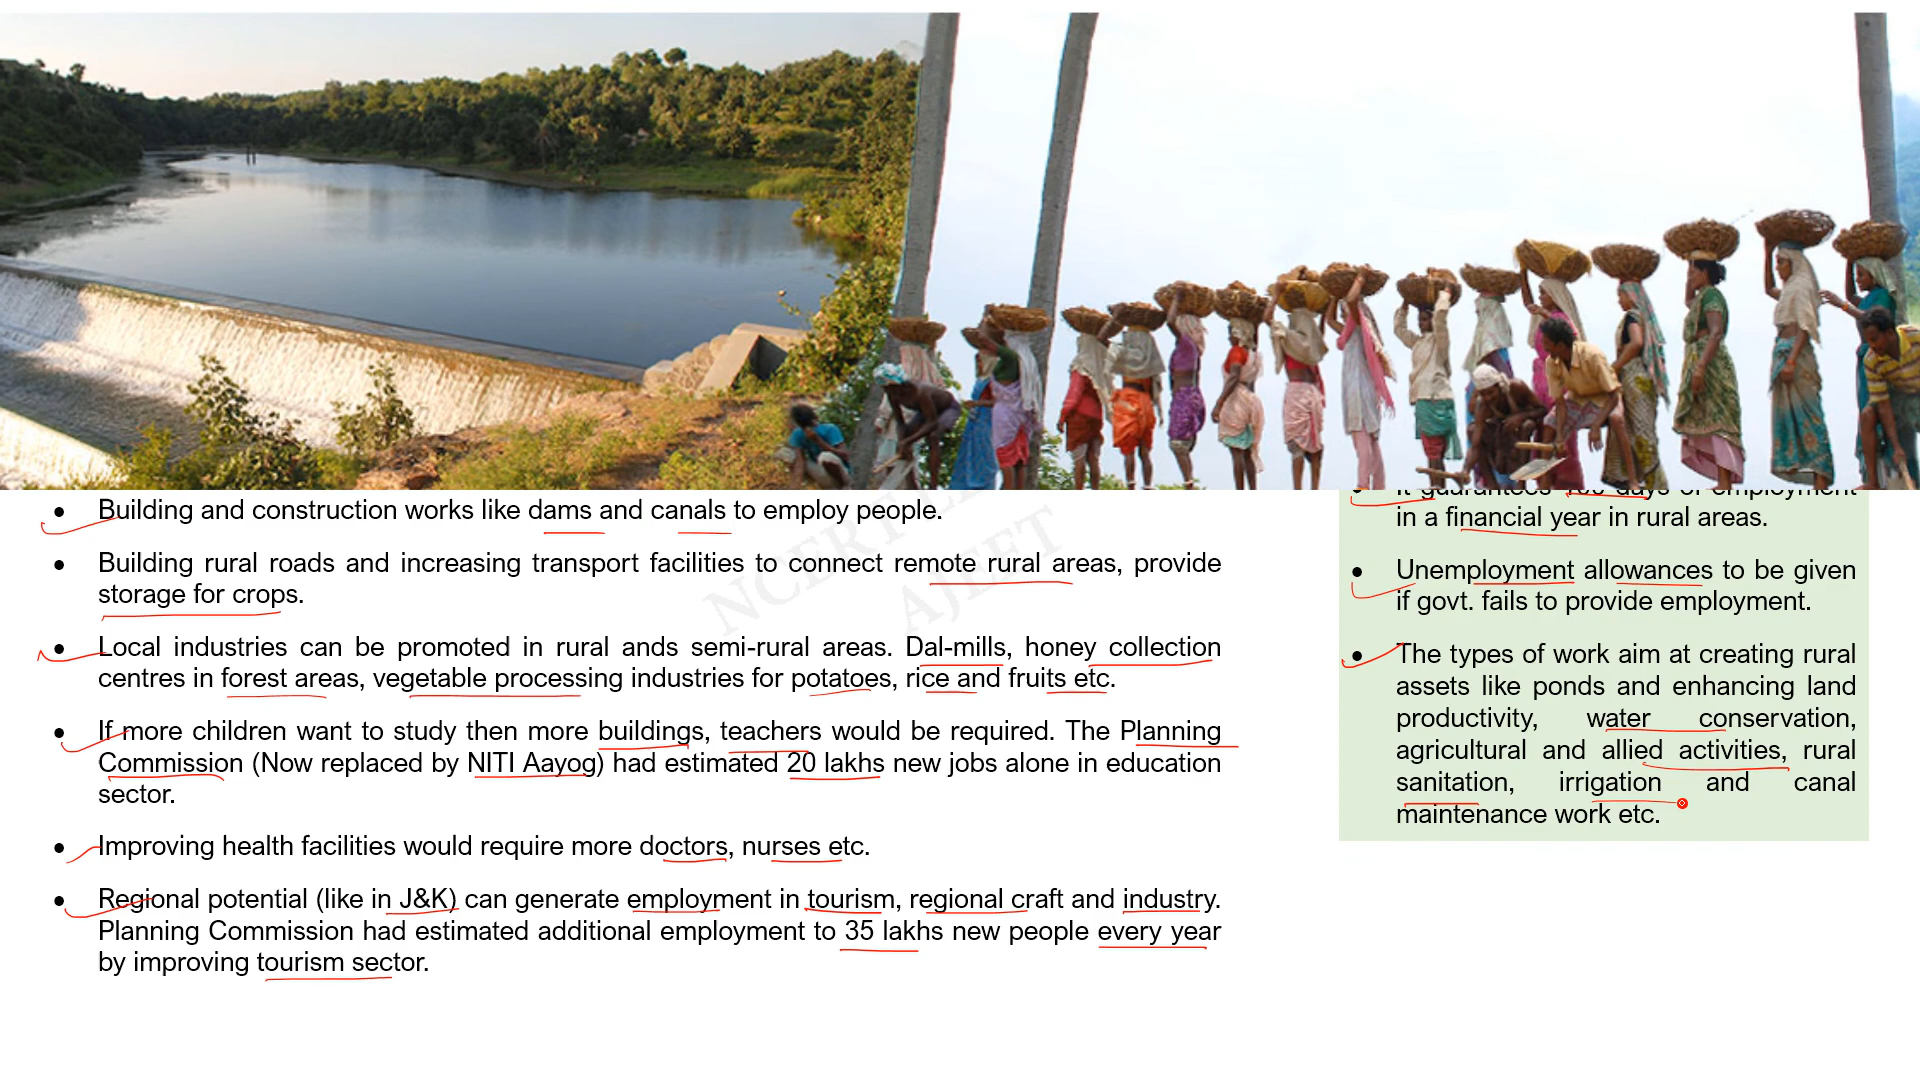 Building and construction works like dams and canals to employ people.
Building rural roads and increasing transport facilities to connect remote rural areas, provide
storage for crops.
Local industries can be promoted in rural ands semi-rural areas. Dal-mills, honey collection
centres in forest areas, vegetable processing industries for potatoes, rice and fruits etc.
If more children want to study then more buildings, teachers would be required. The Planning
Commission (Now replaced by NITI Aayog) had estimated 20 lakhs new jobs alone in education
sector.
Improving health facilities would require more doctors, nurses etc.
Regional potential (like in J&K) can generate employment in tourism, regional craft and industry.
Planning Commission had estimated additional employment to 35 lakhs new people every year
by improving tourism sector.
It guarantees 100 days of employment
in a financial year in rural areas.
Unemployment allowances to be given
if govt. fails to provide employment.
The types of work aim at creating rural
assets like ponds and enhancing land
productivity, water conservation,
agricultural and allied activities, rural
sanitation, irrigation and canal
maintenance work etc.
NCERT
AJEET